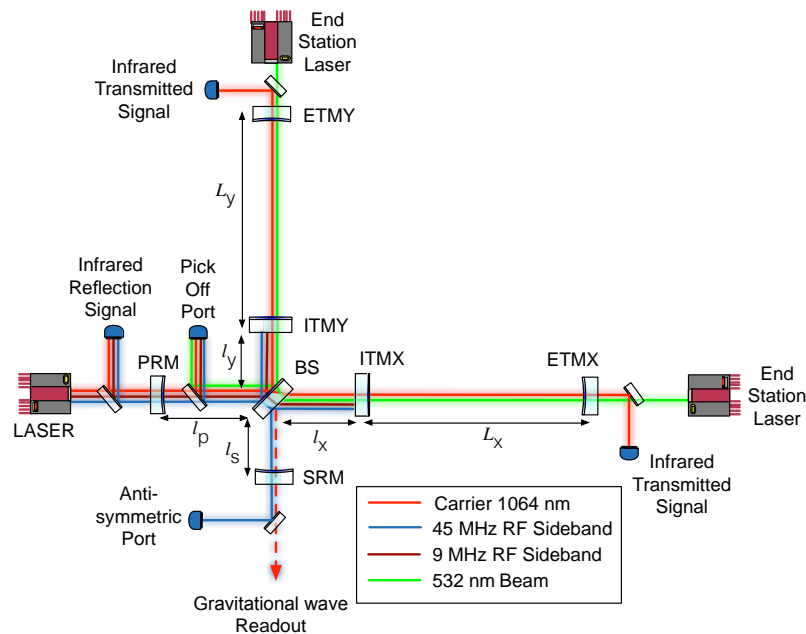 End
Station
Laser
Infrared
Transmitted
Signal
ETMY
Ly
Infrared
Reflection
Signal
Pick
Off
Port
ITMY
ly
PRM
BS
ITMX
ETMX
End
Station
Laser
LASER
lp
ls
lx
Lx
SRM
Infrared
Transmitted
Signal
Anti-
symmetric
Port
Carrier 1064 nm
45 MHz RF Sideband
9 MHz RF Sideband
532 nm Beam
Gravitational wave
Readout